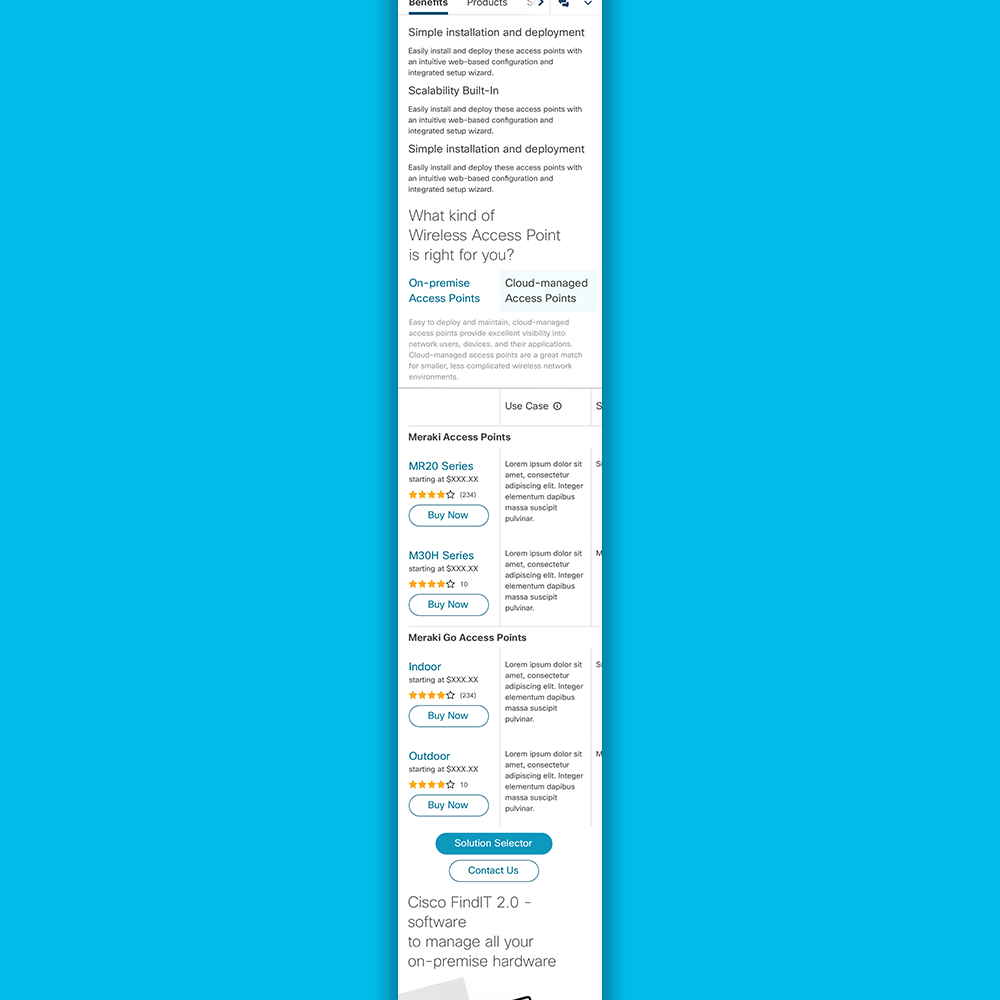 Benefits Products
Simple installation and deployment
Easily install and deploy these access points with
an intuitive web-based configuration and
integrated setup wizard.
Scalability Built-In
Easily install and deploy these access points with
an intuitive web-based configuration and
integrated setup wizard.
Simple installation and deployment
Easily install and deploy these access points with
an intuitive web-based configuration and
integrated setup wizard.
What kind of
Wireless Access Point
is right for you?
On-premise
Access Points
Cloud-managed
Access Points
Easy to deploy and maintain, cloud-managed
access points provide excellent visibility into
network users, devices, and their applications.
Cloud-managed access points are a great match
for smaller, less complicated wireless network
environments.
Use Case
Meraki Access Points
MR20 Series
starting at $XXX.XX
(234)
Buy Now
Lorem ipsum dolor sit
amet, consectetur
adipiscing elit. Integer
elementum dapibus
massa suscipit
pulvinar.
M30H Series
starting at $XXX.XX
10
Buy Now
Lorem ipsum dolor sit
amet, consectetur
adipiscing elit. Integer
elementum dapibus
massa suscipit
pulvinar.
Meraki Go Access Points
Indoor
starting at $XXX.XX
(234)
Buy Now
Lorem ipsum dolor sit
amet, consectetur
adipiscing elit. Integer
elementum dapibus
massa suscipit
pulvinar.
Outdoor
starting at $XXX.XX
10
Buy Now
Lorem ipsum dolor sit
amet, consectetur
adipiscing elit. Integer
elementum dapibus
massa suscipit
pulvinar.
Solution Selector
Contact Us
Cisco FindIT 2.0 -
software
to manage all your
on-premise hardware